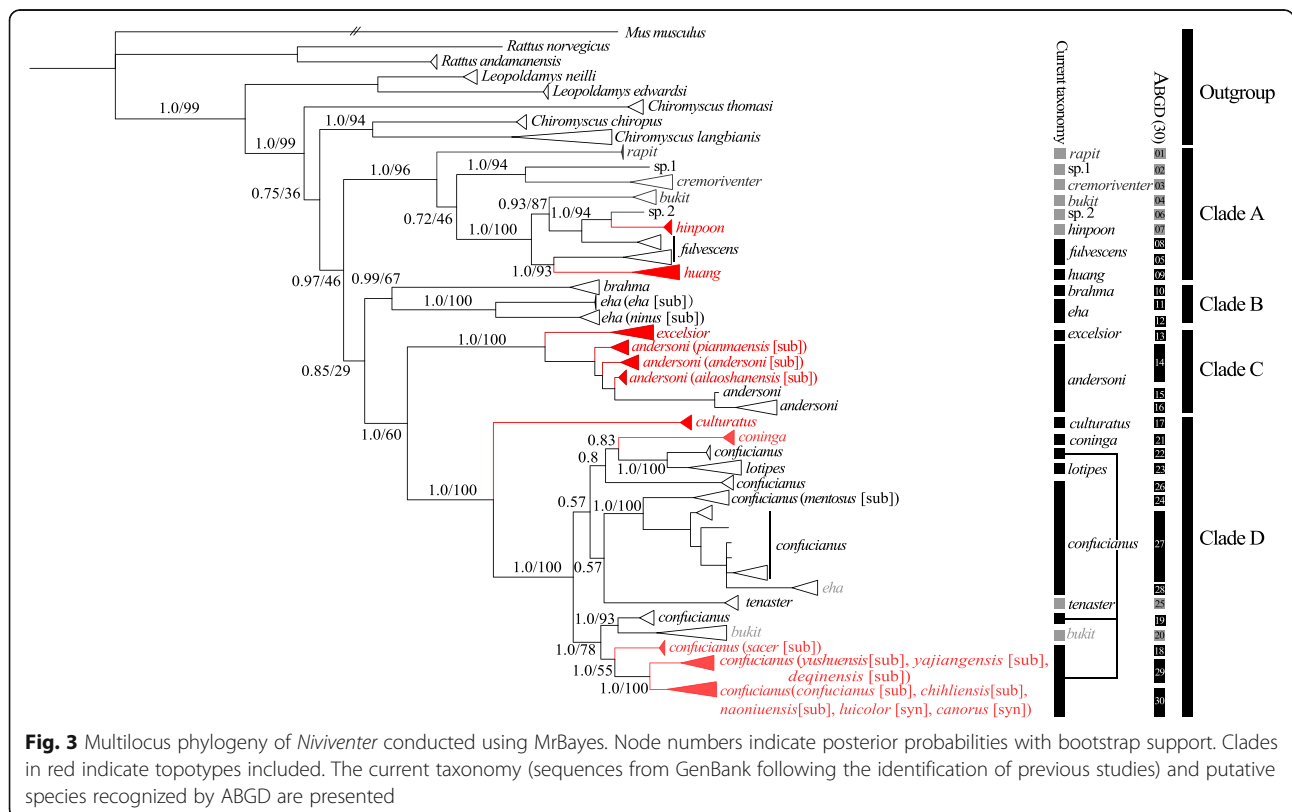 Mus musculus
Rattus norvegicus
Rattus andamanensis
Leopoldamys neilli
Leopoldamys edwardsi
1.0/99
Chiromyscus thomasi
1.0/99
1.0/94
Chiromyscus chiropus
Chiromyscus langbianis
0.75/36
rapit
1.0/96
1.0/94
sp.1
cremoriventer
0.72/46
bukit
0.93/87
1.0/94
sp. 2
hinpoon
1.0/100
fulvescens
1.0/93
huang
0.97/46
0.99/67
brahma
1.0/100
eha (eha [sub])
eha (ninus [sub])
0.85/29
1.0/100
excelsior
andersoni (pianmaensis [sub])
andersoni (andersoni [sub])
andersoni (ailaoshanensis [sub])
andersoni
andersoni
1.0/60
culturatus
0.83
coninga
confucianus
0.8
1.0/100
lotipes
confucianus
1.0/100
0.57
1.0/100
confucianus (mentosus [sub])
confucianus
1.0/100
0.57
eha
tenaster
1.0/93
confucianus
bukit
1.0/78
confucianus (sacer [sub])
1.0/55
confucianus (yushuensis[sub], yajiangensis [sub],
deqinensis [sub])
1.0/100
confucianus(confucianus [sub], chihliensis[sub],
naoniuensis[sub], luicolor [syn], canorus [syn])
Current taxonomy
ABGD (30)
Outgroup
rapit 01
sp.1 02
cremoriventer 03
bukit 04
sp. 2 06
hinpoon 07
fulvescens 08
05
huang 09
Clade A
brahma 10
eha 11
12
Clade B
excelsior 13
andersoni 14
15
16
Clade C
culturatus 17
coninga 21
22
lotipes 23
26
24
confucianus 27
28
tenaster 25
19
bukit 20
18
29
30
Clade D
Fig. 3 Multilocus phylogeny of Niviventer conducted using MrBayes. Node numbers indicate posterior probabilities with bootstrap support. Clades
in red indicate topotypes included. The current taxonomy (sequences from GenBank following the identification of previous studies) and putative
species recognized by ABGD are presented